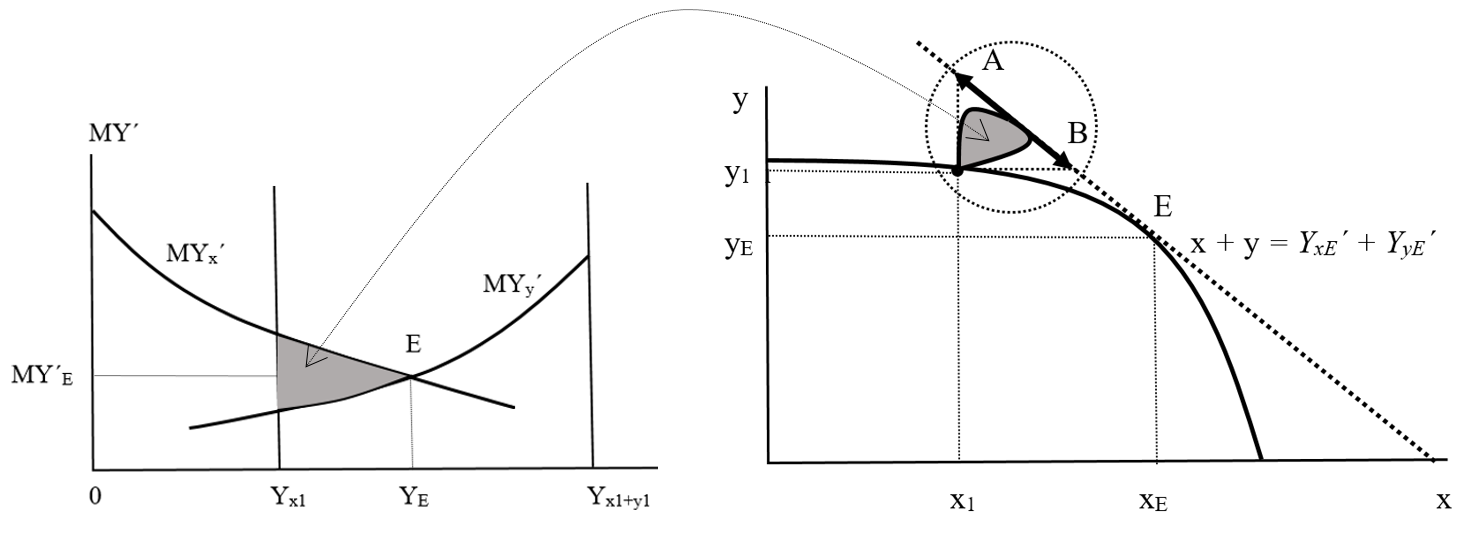 MY´
MYx´
MYy´
E
MY´E
0
Yx1
YE
Yx1+y1
A
B
y
y1
E
yE
x + y = YxE´ + YyE´
x1
xE
x